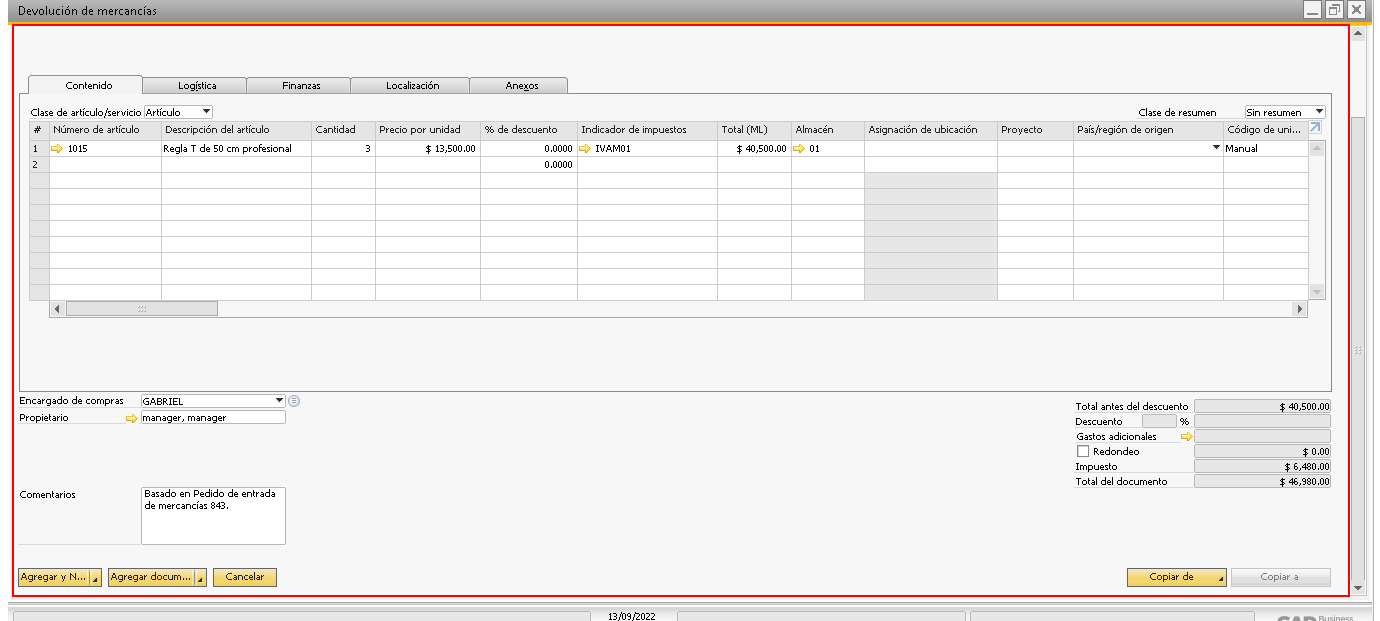 Devolución de mercancías
Contenido Logística Finanzas Localización Anexos
Clase de artículo/servicio Artículo Clase de resumen Sin resumen
# Número de artículo Descripción del artículo Cantidad Precio por unidad % de descuento Indicador de impuestos Total (ML) Almacén Asignación de ubicación Proyecto País/región de origen Código de uni...
1 1015 Regla T de 50 cm profesional 3 $ 13,500.00 0.0000 IVAM01 $ 40,500.00 01 Manual
2 0.0000
Encargado de compras GABRIEL
Propietario manager, manager
Total antes del descuento $ 40,500.00
Descuento %
Gastos adicionales
Redondeo $ 0.00
Impuesto $ 6,480.00
Total del documento $ 46,980.00
Comentarios Basado en Pedido de entrada
de mercancías 843.
Agregar y N... Agregar docum... Cancelar Copiar de Copiar a
13/09/2022
Business